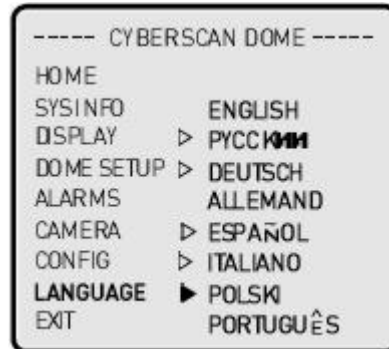 ----- CYBERSCAN DOME -----
HOME
SYSINFO ENGLISH
DISPLAY ▷ РУССКИИ
DOME SETUP ▷ DEUTSCH
ALARMS ALLEMAND
CAMERA ▷ ESPAÑOL
CONFIG ▷ ITALIANO
LANGUAGE ▶ POLSKI
EXIT PORTUGUÊS